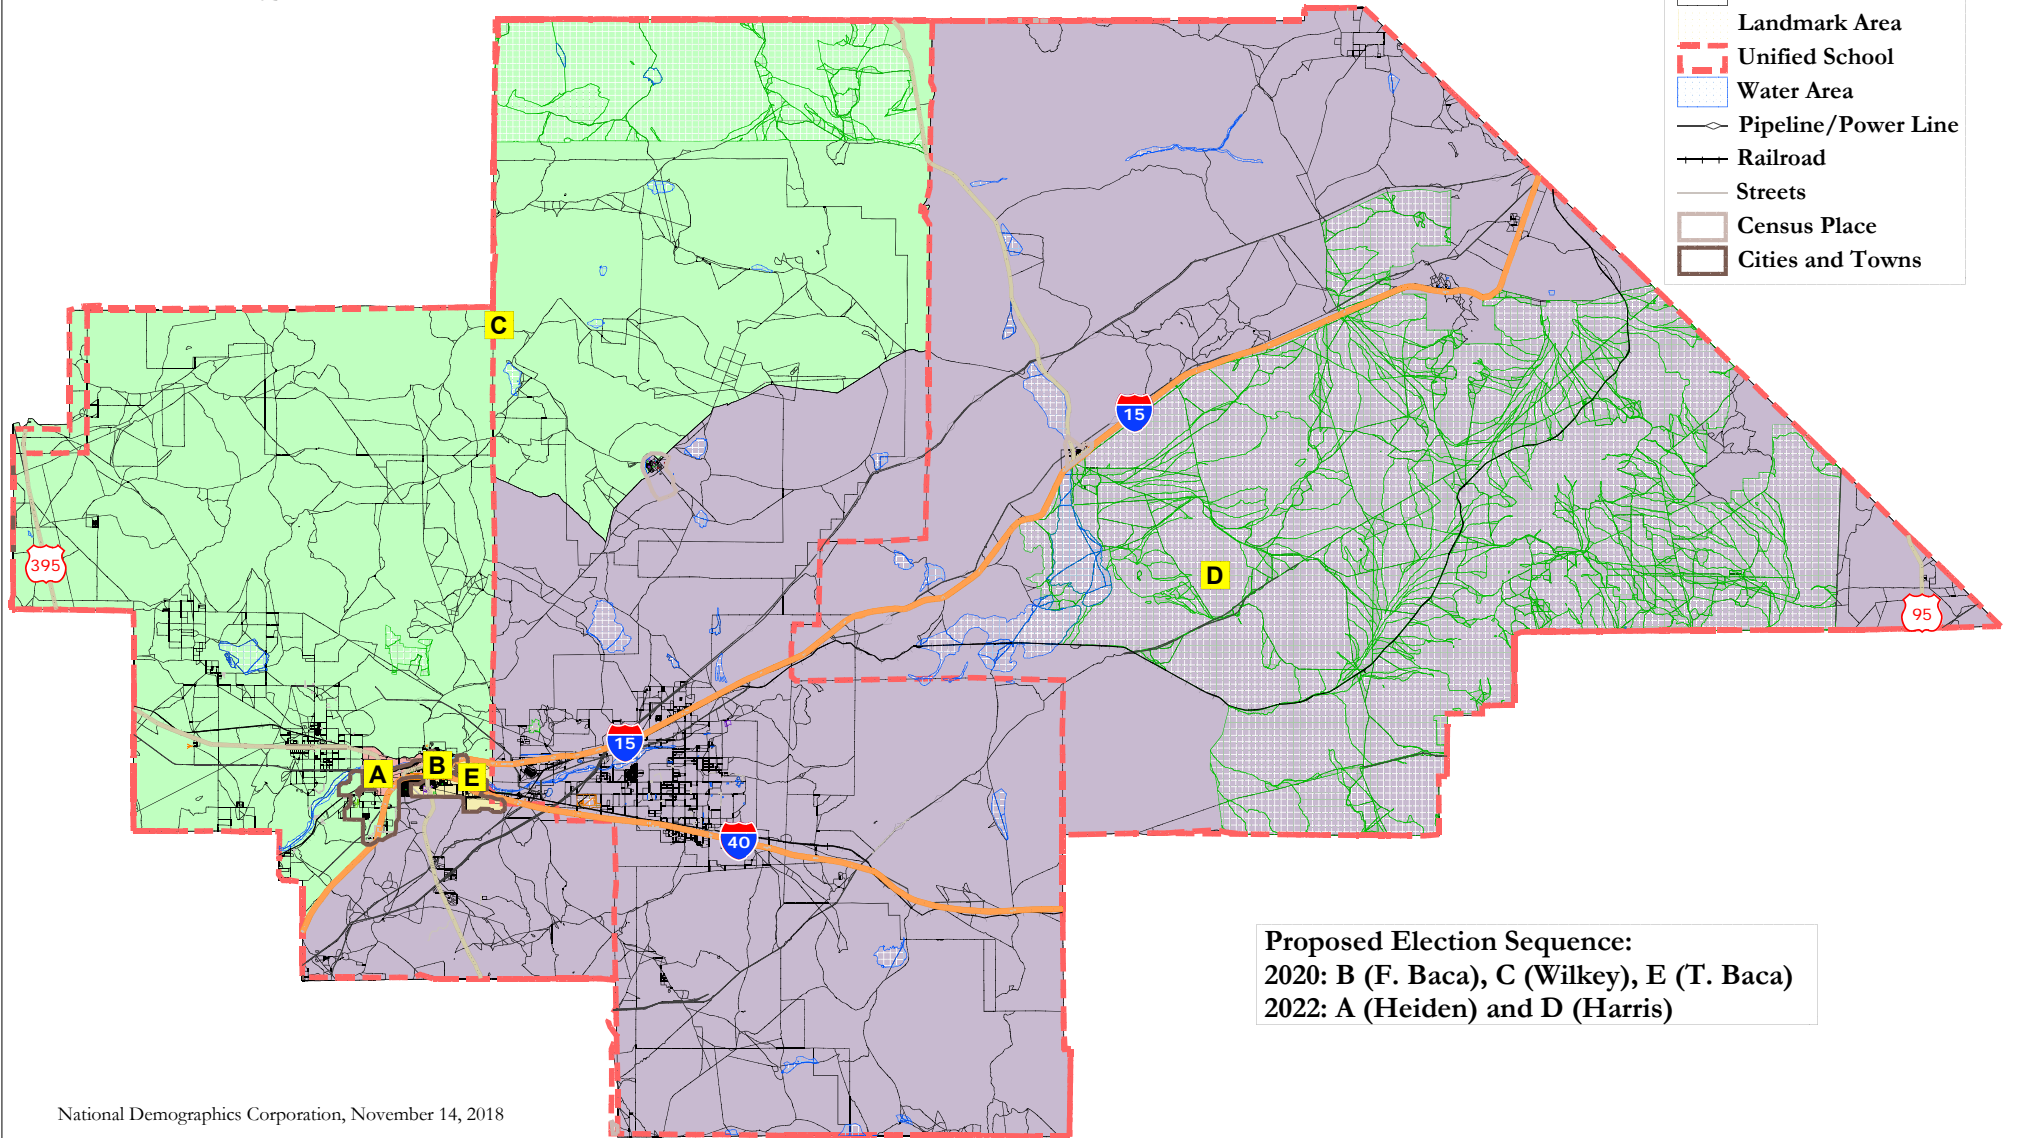 Landmark Area
Unified School
Water Area
Pipeline/Power Line
Railroad
Streets
Census Place
Cities and Towns
C
15
D
395
95
15
A
B
E
40
Proposed Election Sequence:
2020: B (F. Baca), C (Wilkey), E (T. Baca)
2022: A (Heiden) and D (Harris)
National Demographics Corporation, November 14, 2018